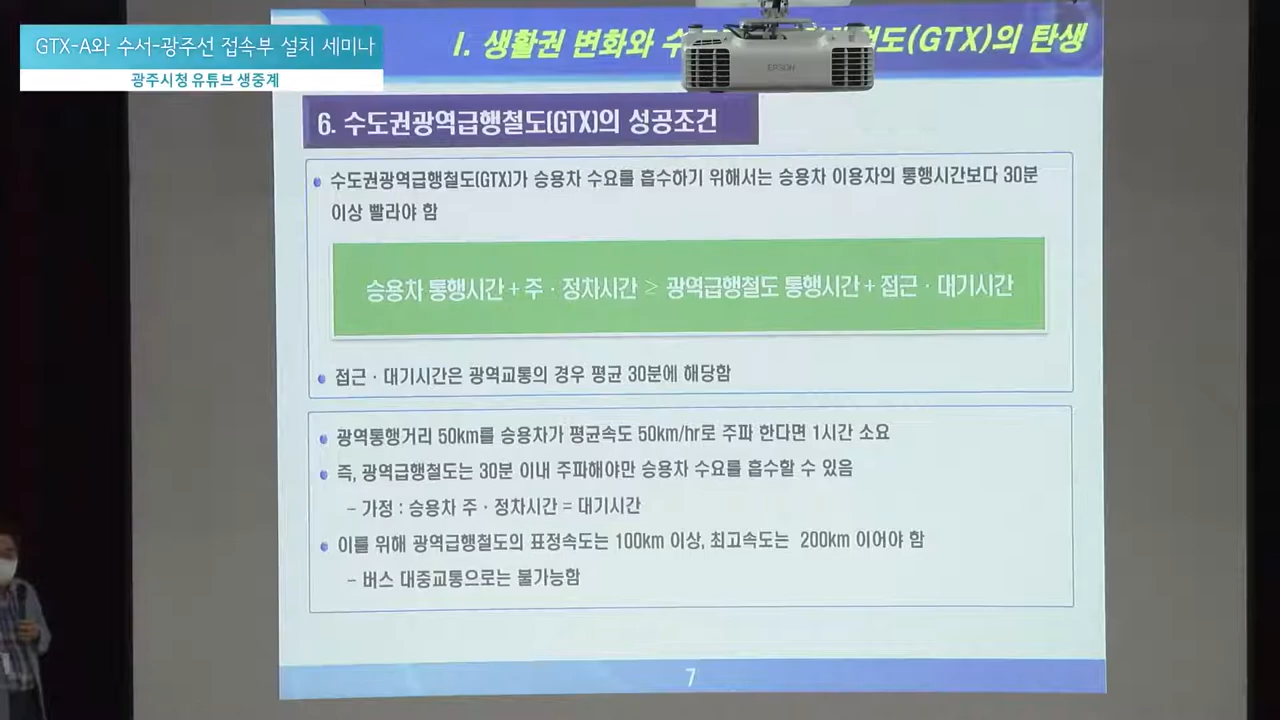 GTX-A와 수서-광주선 접속부 설치 세미나
광주시청 유튜브 생중계
Ⅰ. 생활권 변화와 수 철도(GTX)의 탄생
EPSON
6. 수도권광역급행철도(GTX)의 성공조건
수도권광역급행철도(GTX)가 승용차 수요를 흡수하기 위해서는 승용차 이용자의 통행시간보다 30분
이상 빨라야 함
승용차 통행시간 + 주 · 정차시간 ≥ 광역급행철도 통행시간 + 접근 · 대기시간
접근 · 대기시간은 광역교통의 경우 평균 30분에 해당함
광역통행거리 50km를 승용차가 평균속도 50km/hr로 주파 한다면 1시간 소요
즉, 광역급행철도는 30분 이내 주파해야만 승용차 수요를 흡수할 수 있음
- 가정 : 승용차 주 · 정차시간 = 대기시간
이를 위해 광역급행철도의 표정속도는 100km 이상, 최고속도는 200km 이어야 함
- 버스 대중교통으로는 불가능함
7